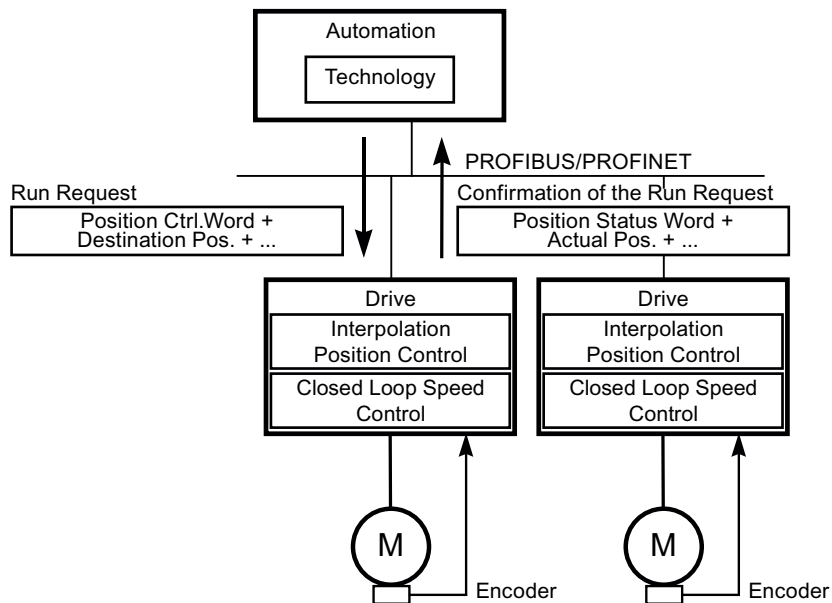 Automation
Technology
PROFIBUS/PROFINET
Run Request
Position Ctrl.Word +
Destination Pos. + ...
Confirmation of the Run Request
Position Status Word +
Actual Pos. + ...
Drive
Interpolation
Position Control
Closed Loop Speed
Control
Drive
Interpolation
Position Control
Closed Loop Speed
Control
M
Encoder
M
Encoder